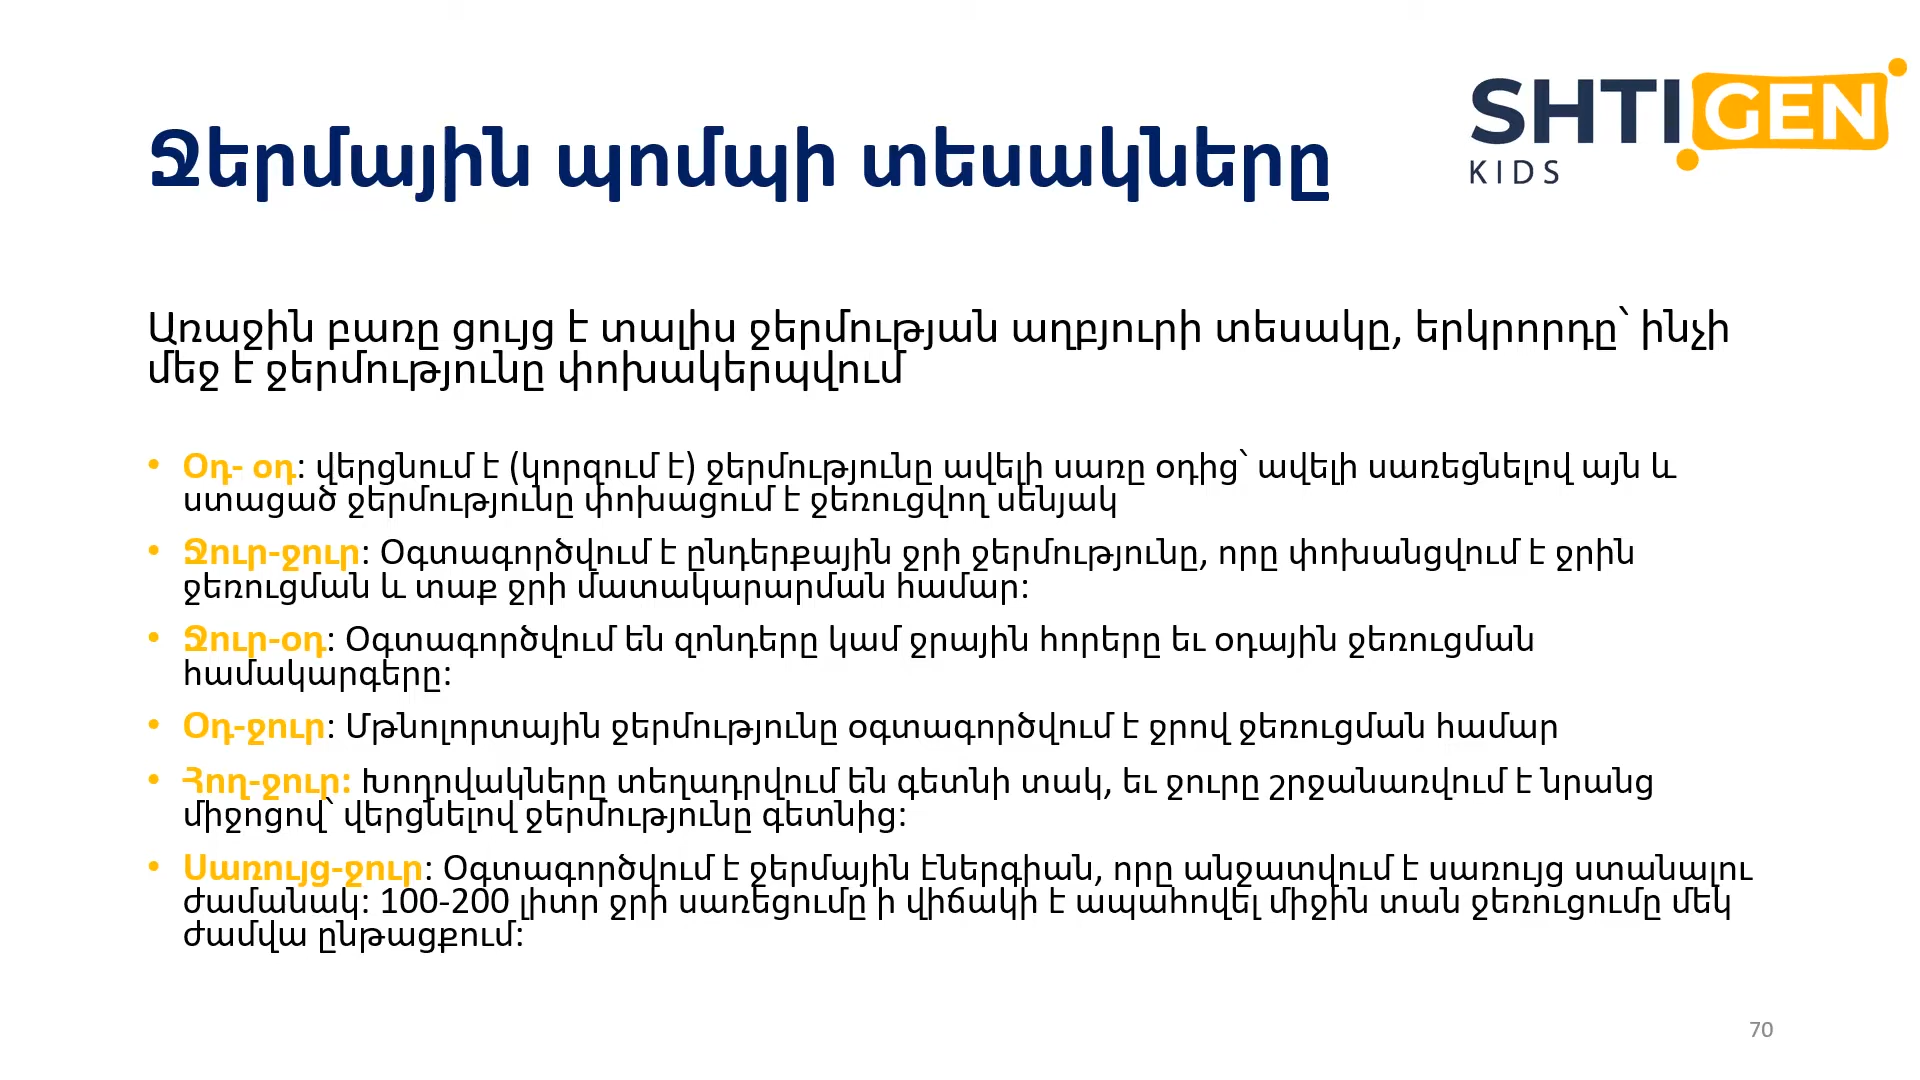 SHTIGEN
KIDS
Ջերմային պոմպի տեսակները
Առաջին բառը ցույց է տալիս ջերմության աղբյուրի տեսակը, երկրորդը՝ ինչի
մեջ է ջերմությունը փոխակերպվում
• Օդ- օդ: վերցնում է (կորզում է) ջերմությունը ավելի սառը օդից՝ ավելի սառեցնելով այն և
ստացած ջերմությունը փոխացում է ջեռուցվող սենյակ
• Ջուր-ջուր: Օգտագործվում է ընդերքային ջրի ջերմությունը, որը փոխանցվում է ջրին
ջեռուցման և տաք ջրի մատակարարման համար:
• Ջուր-օդ: Օգտագործվում են զոնդերը կամ ջրային հորերը եւ օդային ջեռուցման
համակարգերը:
• Օդ-ջուր: Մթնոլորտային ջերմությունը օգտագործվում է ջրով ջեռուցման համար
• Հող-ջուր: Խողովակները տեղադրվում են գետնի տակ, եւ ջուրը շրջանառվում է նրանց
միջոցով՝ վերցնելով ջերմությունը գետնից:
• Սառույց-ջուր: Օգտագործվում է ջերմային էներգիան, որը անջատվում է սառույց ստանալու
ժամանակ: 100-200 լիտր ջրի սառեցումը ի վիճակի է ապահովել միջին տան ջեռուցումը մեկ
ժամվա ընթացքում:
70